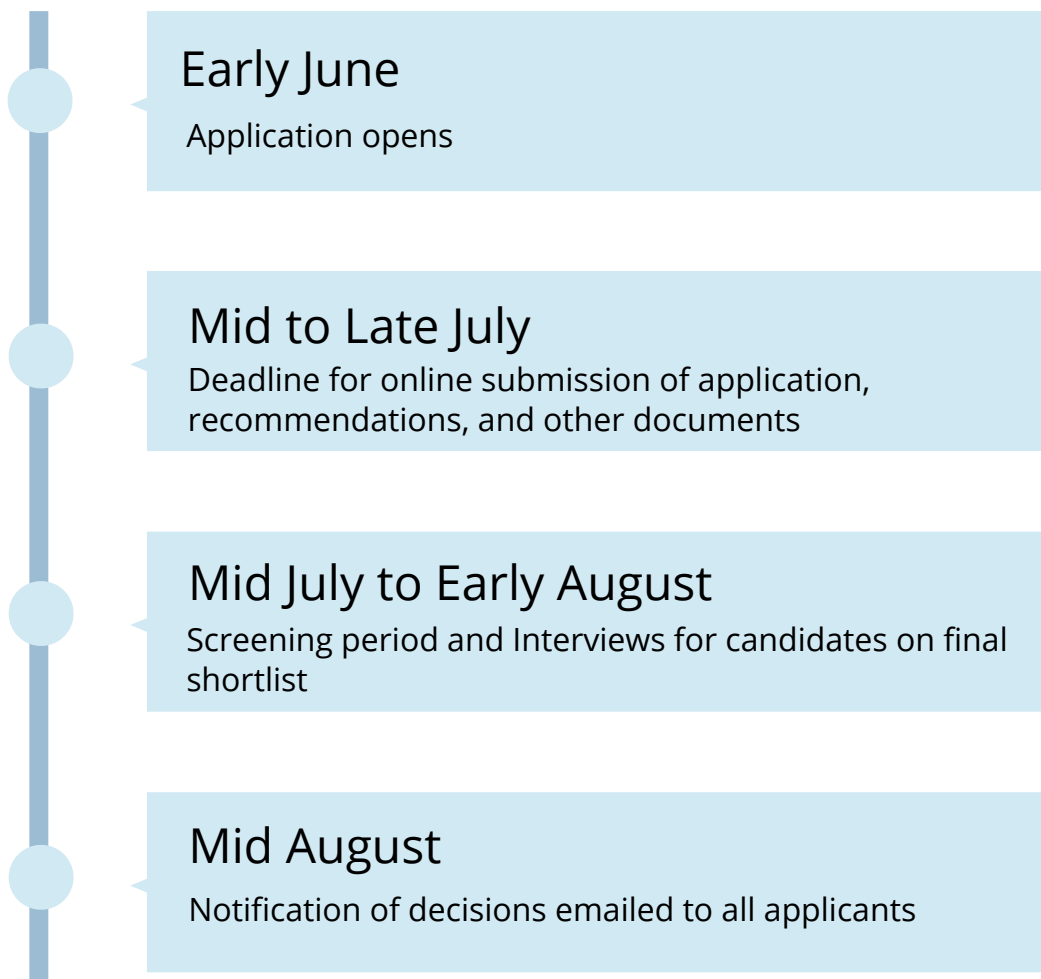 Early June
Application opens
Mid to Late July
Deadline for online submission of application,
recommendations, and other documents
Mid July to Early August
Screening period and Interviews for candidates on final
shortlist
Mid August
Notification of decisions emailed to all applicants